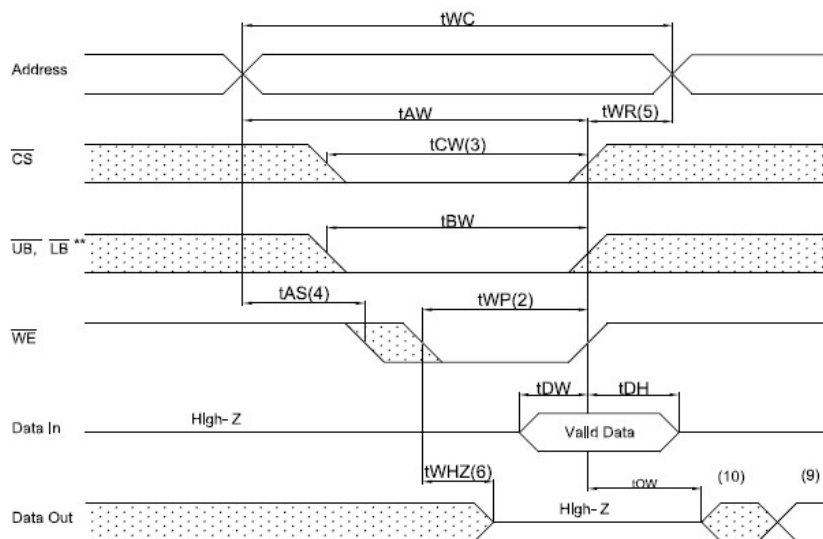 tWC
Address
tAW
tWR(5)
CS
tCW(3)
UB, LB **
tBW
tAS(4)
tWP(2)
WE
tDW
tDH
Data In
HIgh- Z
ValId Data
tWHZ(6)
tOW
(10)
(9)
Data Out
HIgh- Z